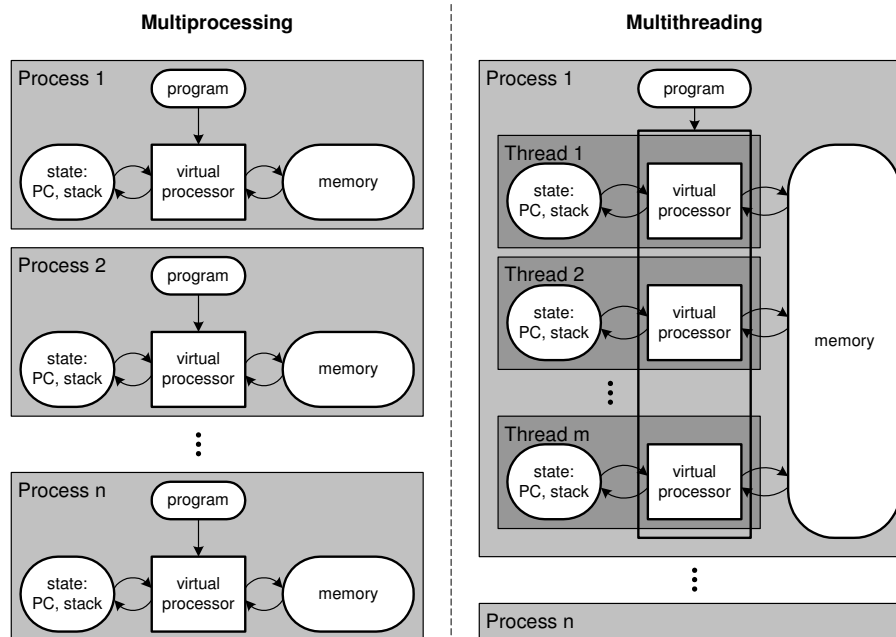 Multiprocessing
Process 1
program
state:
PC, stack
virtual
processor
memory
Process 2
program
state:
PC, stack
virtual
processor
memory
Process n
program
state:
PC, stack
virtual
processor
memory
Multithreading
Process 1
program
Thread 1
state:
PC, stack
virtual
processor
Thread 2
state:
PC, stack
virtual
processor
memory
Thread m
state:
PC, stack
virtual
processor
Process n